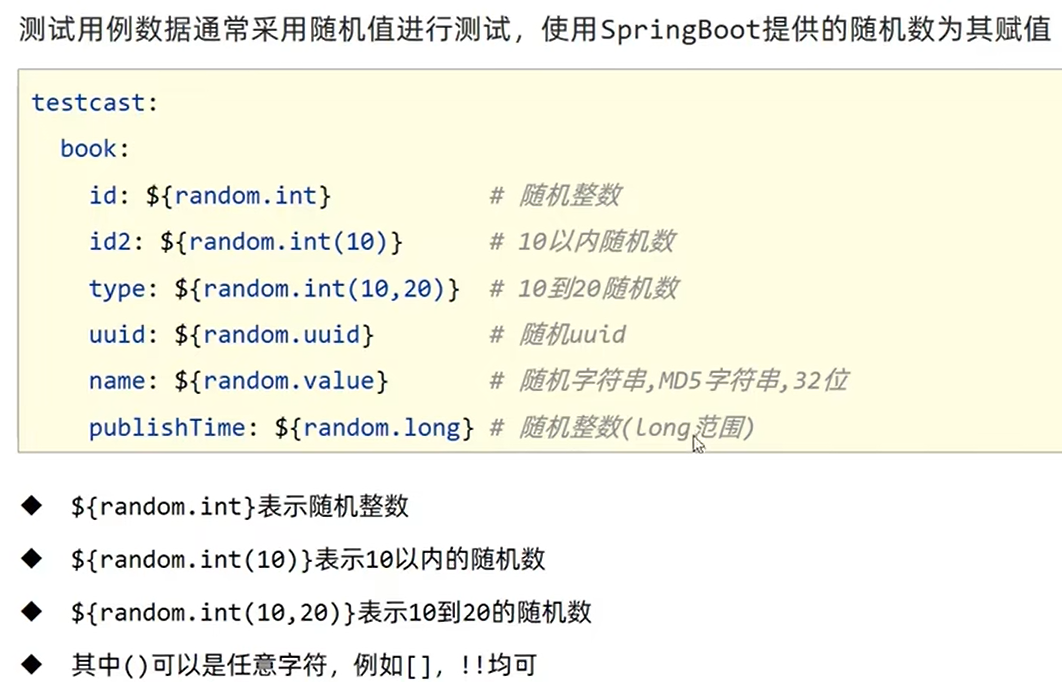 测试用例数据通常采用随机值进行测试，使用SpringBoot提供的随机数为其赋值
testcast:
book:
id: ${random.int} # 随机整数
id2: ${random.int(10)} # 10以内随机数
type: ${random.int(10,20)} # 10到20随机数
uuid: ${random.uuid} # 随机uuid
name: ${random.value} # 随机字符串,MD5字符串,32位
publishTime: ${random.long} # 随机整数(long范围)
◆ ${random.int}表示随机整数
◆ ${random.int(10)}表示10以内的随机数
◆ ${random.int(10,20)}表示10到20的随机数
◆ 其中()可以是任意字符，例如[]，!!均可